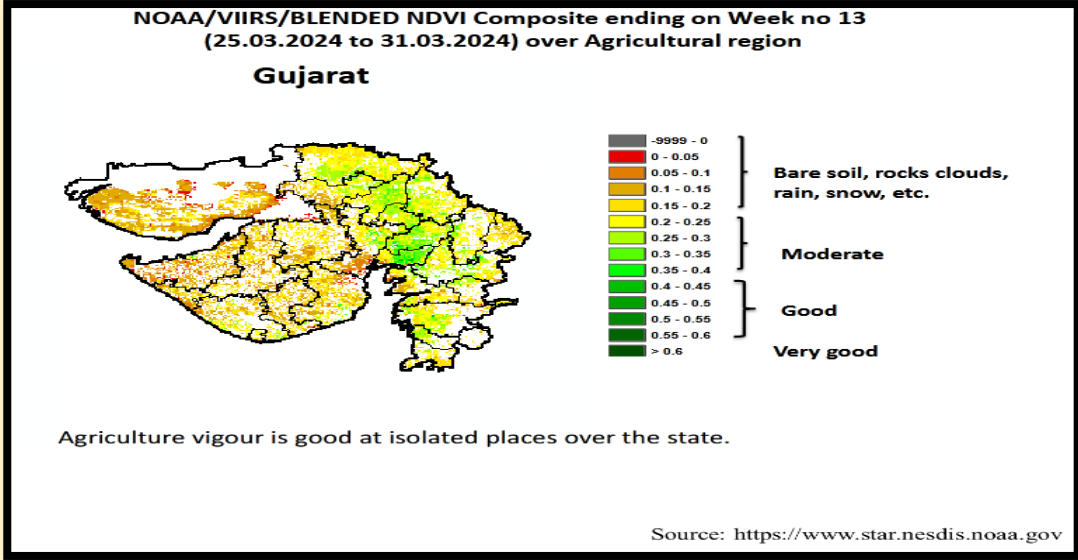 NOAA/VIIRS/BLENDED NDVI Composite ending on Week no 13
(25.03.2024 to 31.03.2024) over Agricultural region
Gujarat
-9999 - 0
0 - 0.05
0.05 - 0.1
0.1 - 0.15
0.15 - 0.2
0.2 - 0.25
0.25 - 0.3
0.3 - 0.35
0.35 - 0.4
0.4 - 0.45
0.45 - 0.5
0.5 - 0.55
0.55 - 0.6
> 0.6
Bare soil, rocks clouds,
rain, snow, etc.
Moderate
Good
Very good
Agriculture vigour is good at isolated places over the state.
Source: https://www.star.nesdis.noaa.gov